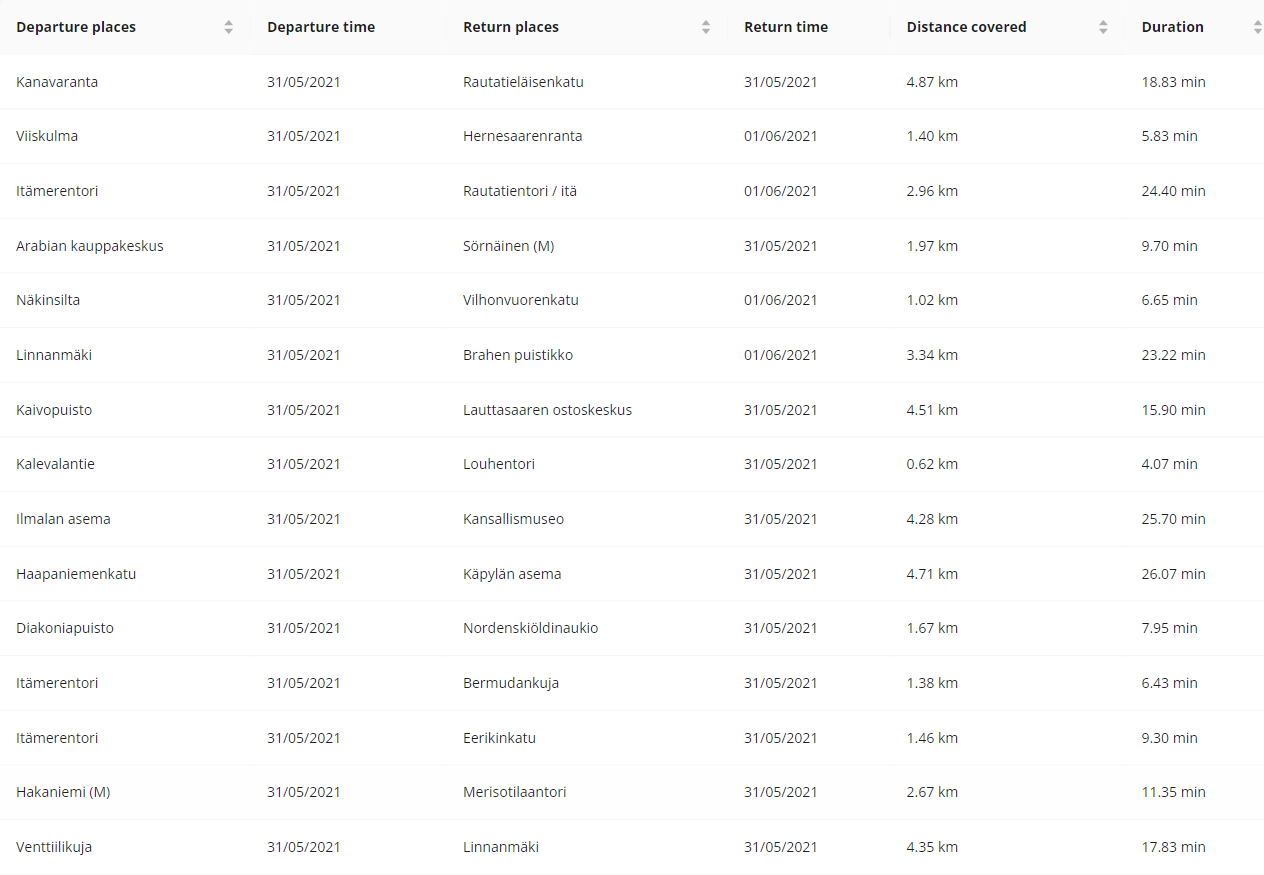 Departure places Departure time Return places Return time Distance covered Duration
Kanavaranta 31/05/2021 Rautatieläisenkatu 31/05/2021 4.87 km 18.83 min
Viiskulma 31/05/2021 Hernesaarenranta 01/06/2021 1.40 km 5.83 min
Itämerentori 31/05/2021 Rautatientori / itä 01/06/2021 2.96 km 24.40 min
Arabian kauppakeskus 31/05/2021 Sörnäinen (M) 31/05/2021 1.97 km 9.70 min
Näkinsilta 31/05/2021 Vilhonvuorenkatu 01/06/2021 1.02 km 6.65 min
Linnanmäki 31/05/2021 Brahen puistikko 01/06/2021 3.34 km 23.22 min
Kaivopuisto 31/05/2021 Lauttasaaren ostoskeskus 31/05/2021 4.51 km 15.90 min
Kalevalantie 31/05/2021 Louhentori 31/05/2021 0.62 km 4.07 min
Ilmalan asema 31/05/2021 Kansallismuseo 31/05/2021 4.28 km 25.70 min
Haapaniemenkatu 31/05/2021 Käpylän asema 31/05/2021 4.71 km 26.07 min
Diakoniapuisto 31/05/2021 Nordenskiöldinaukio 31/05/2021 1.67 km 7.95 min
Itämerentori 31/05/2021 Bermudankuja 31/05/2021 1.38 km 6.43 min
Itämerentori 31/05/2021 Eerikinkatu 31/05/2021 1.46 km 9.30 min
Hakaniemi (M) 31/05/2021 Merisotilaantori 31/05/2021 2.67 km 11.35 min
Venttiilikuja 31/05/2021 Linnanmäki 31/05/2021 4.35 km 17.83 min